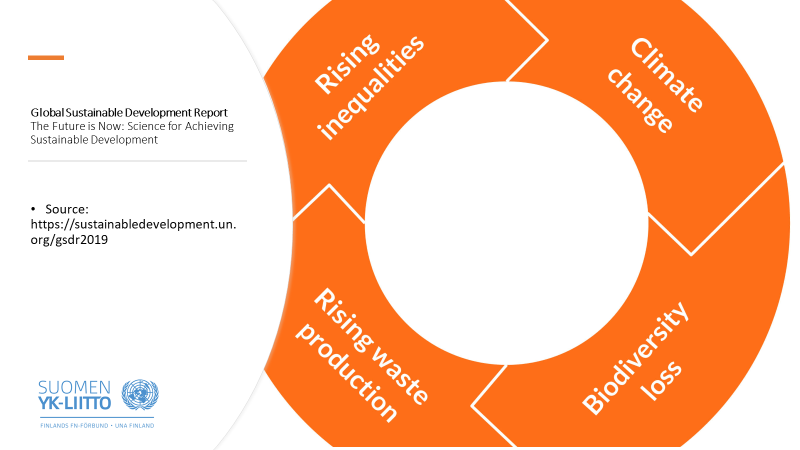 Global Sustainable Development Report
The Future is Now: Science for Achieving
Sustainable Development
• Source:
https://sustainabledevelopment.un.
org/gsdr2019
SUOMEN
YK-LIITTO
FINLANDS FN-FÖRBUND • UNA FINLAND
Rising
inequalities
Climate
change
Biodiversity
loss
Rising waste
production